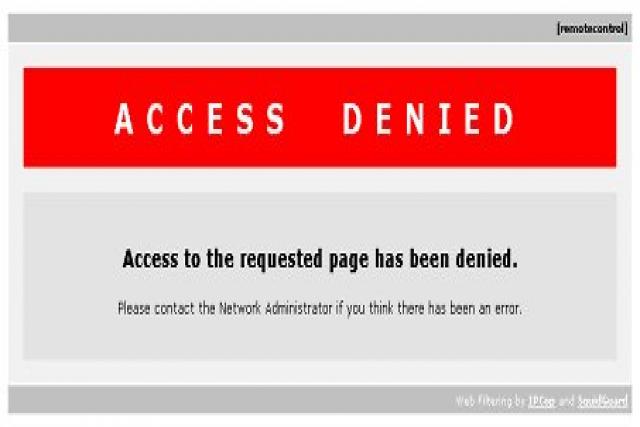 [remotecontrol]
ACCESS DENIED
Access to the requested page has been denied.
Please contact the Network Administrator if you think there has been an error.
Web Filtering by IPCop and SquidGuard